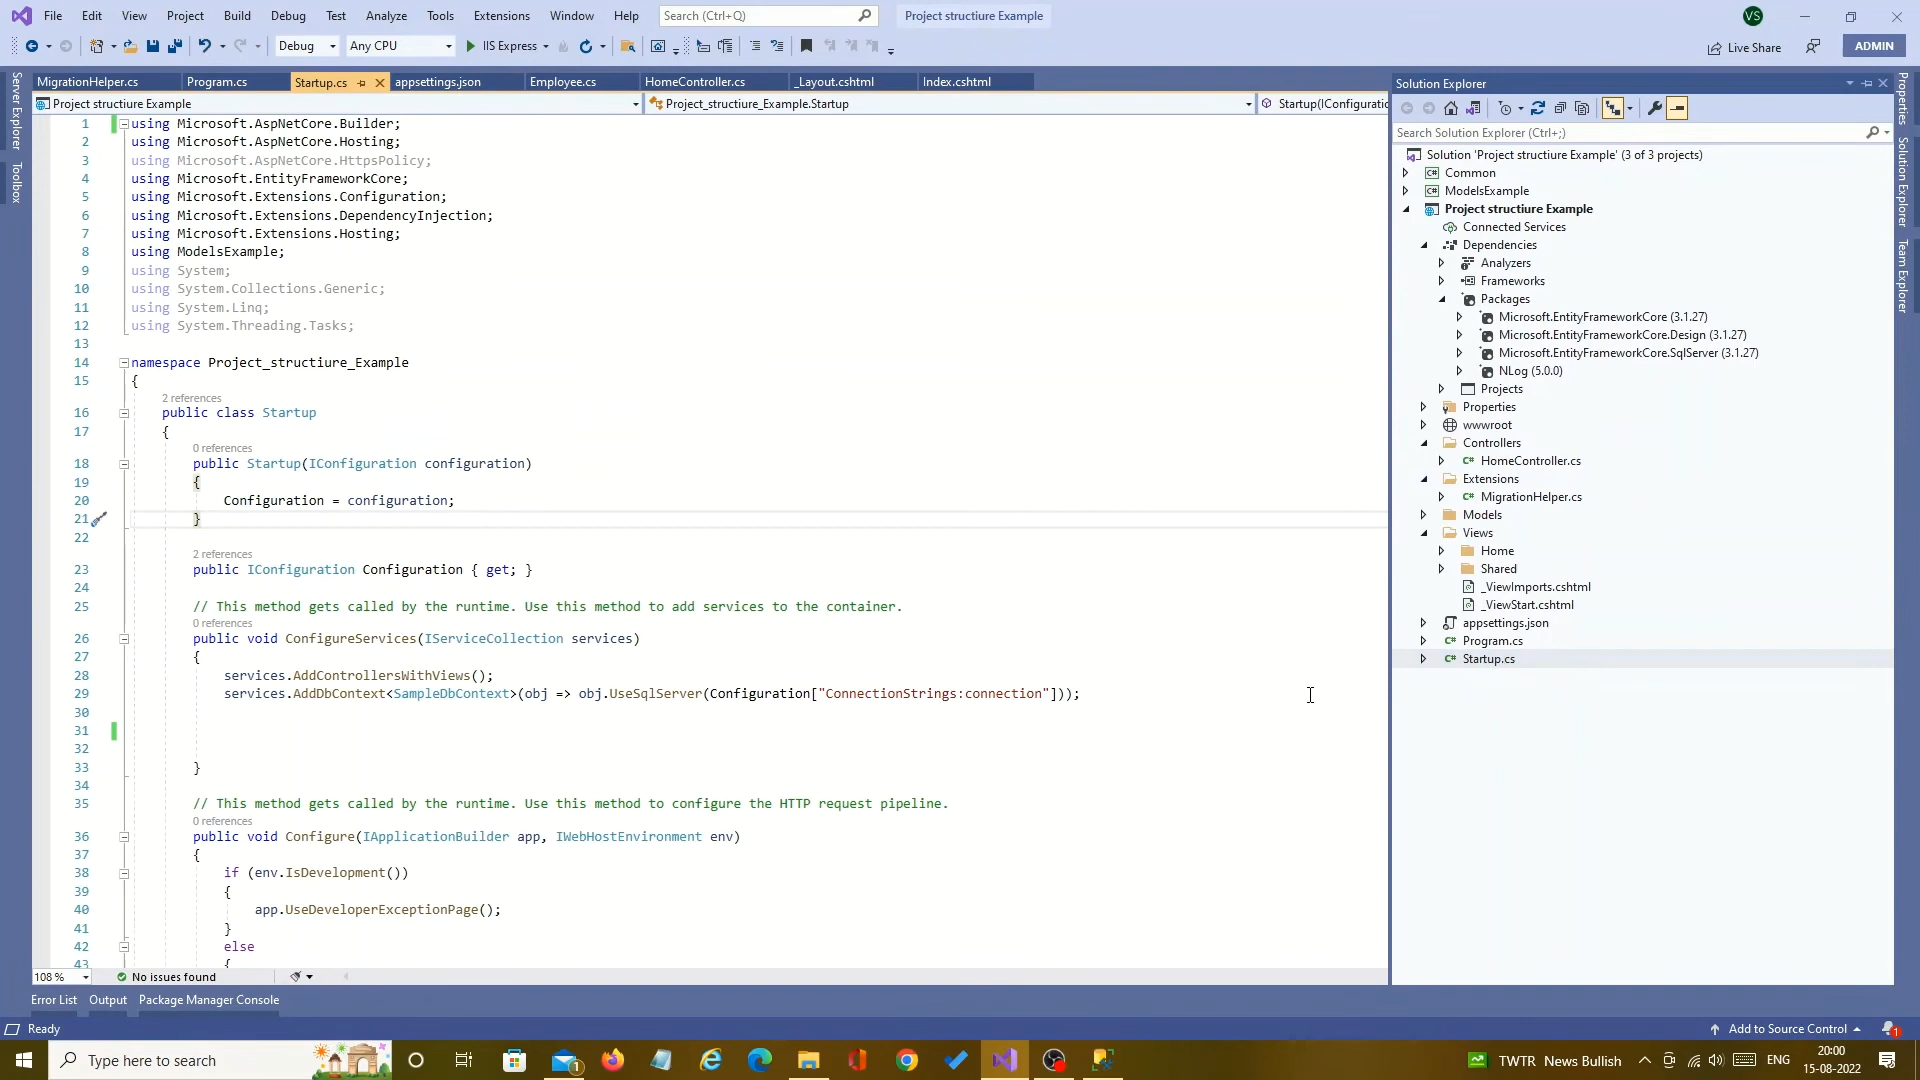 File Edit View Project Build Debug Test Analyze Tools Extensions Window Help Search (Ctrl+Q) Project structiure Example VS
Debug Any CPU IIS Express Live Share ADMIN
MigrationHelper.cs Program.cs Startup.cs appsettings.json Employee.cs HomeController.cs _Layout.cshtml Index.cshtml
Project structiure Example Project_structiure_Example.Startup Startup(IConfiguratic
Server Explorer
Toolbox
1 using Microsoft.AspNetCore.Builder;
2 using Microsoft.AspNetCore.Hosting;
3 using Microsoft.AspNetCore.HttpsPolicy;
4 using Microsoft.EntityFrameworkCore;
5 using Microsoft.Extensions.Configuration;
6 using Microsoft.Extensions.DependencyInjection;
7 using Microsoft.Extensions.Hosting;
8 using ModelsExample;
9 using System;
10 using System.Collections.Generic;
11 using System.Linq;
12 using System.Threading.Tasks;
13
14 namespace Project_structiure_Example
15 {
2 references
16 public class Startup
17 {
0 references
18 public Startup(IConfiguration configuration)
19 {
20 Configuration = configuration;
21 }
22
2 references
23 public IConfiguration Configuration { get; }
24
25 // This method gets called by the runtime. Use this method to add services to the container.
0 references
26 public void ConfigureServices(IServiceCollection services)
27 {
28 services.AddControllersWithViews();
29 services.AddDbContext<SampleDbContext>(obj => obj.UseSqlServer(Configuration["ConnectionStrings:connection"]));
30
31
32
33 }
34
35 // This method gets called by the runtime. Use this method to configure the HTTP request pipeline.
0 references
36 public void Configure(IApplicationBuilder app, IWebHostEnvironment env)
37 {
38 if (env.IsDevelopment())
39 {
40 app.UseDeveloperExceptionPage();
41 }
42 else
43 {
108 % No issues found
Solution Explorer
Search Solution Explorer (Ctrl+;)
Solution 'Project structiure Example' (3 of 3 projects)
C# Common
C# ModelsExample
Project structiure Example
Connected Services
Dependencies
Analyzers
Frameworks
Packages
Microsoft.EntityFrameworkCore (3.1.27)
Microsoft.EntityFrameworkCore.Design (3.1.27)
Microsoft.EntityFrameworkCore.SqlServer (3.1.27)
NLog (5.0.0)
Projects
Properties
wwwroot
Controllers
C# HomeController.cs
Extensions
C# MigrationHelper.cs
Models
Views
Home
Shared
_ViewImports.cshtml
_ViewStart.cshtml
appsettings.json
C# Program.cs
C# Startup.cs
Properties
Solution Explorer
Team Explorer
Error List Output Package Manager Console
Ready Add to Source Control 1
Type here to search 1 TWTR News Bullish ENG 20:00
15-08-2022